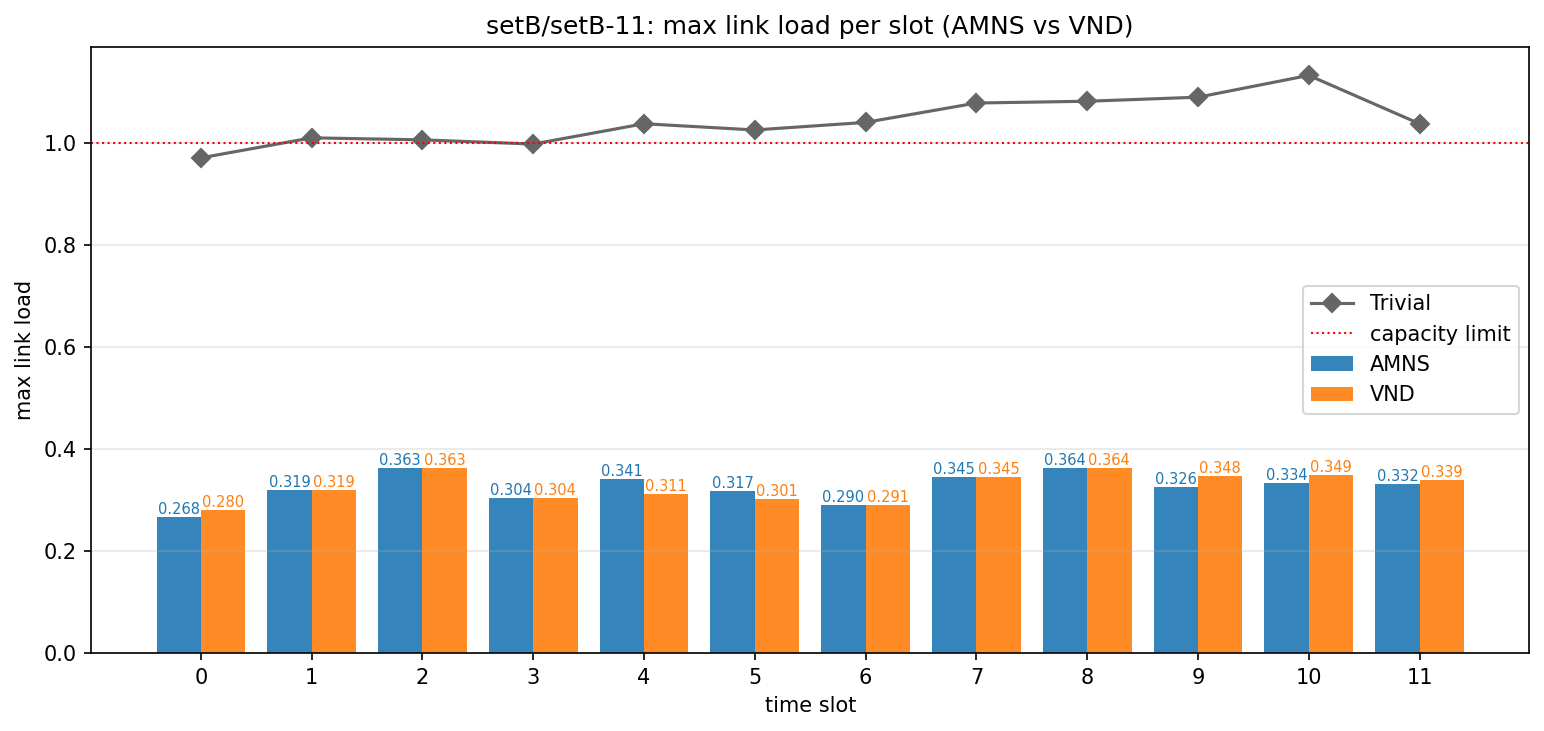 setB/setB-11: max link load per slot (AMNS vs VND)
max link load
1.0
0.8
0.6
0.4
0.2
0.0
Trivial
capacity limit
AMNS
VND
0.268 0.280 0.319 0.319 0.363 0.363 0.304 0.304 0.341 0.311 0.317 0.301 0.290 0.291 0.345 0.345 0.364 0.364 0.326 0.348 0.334 0.349 0.332 0.339
0 1 2 3 4 5 6 7 8 9 10 11
time slot